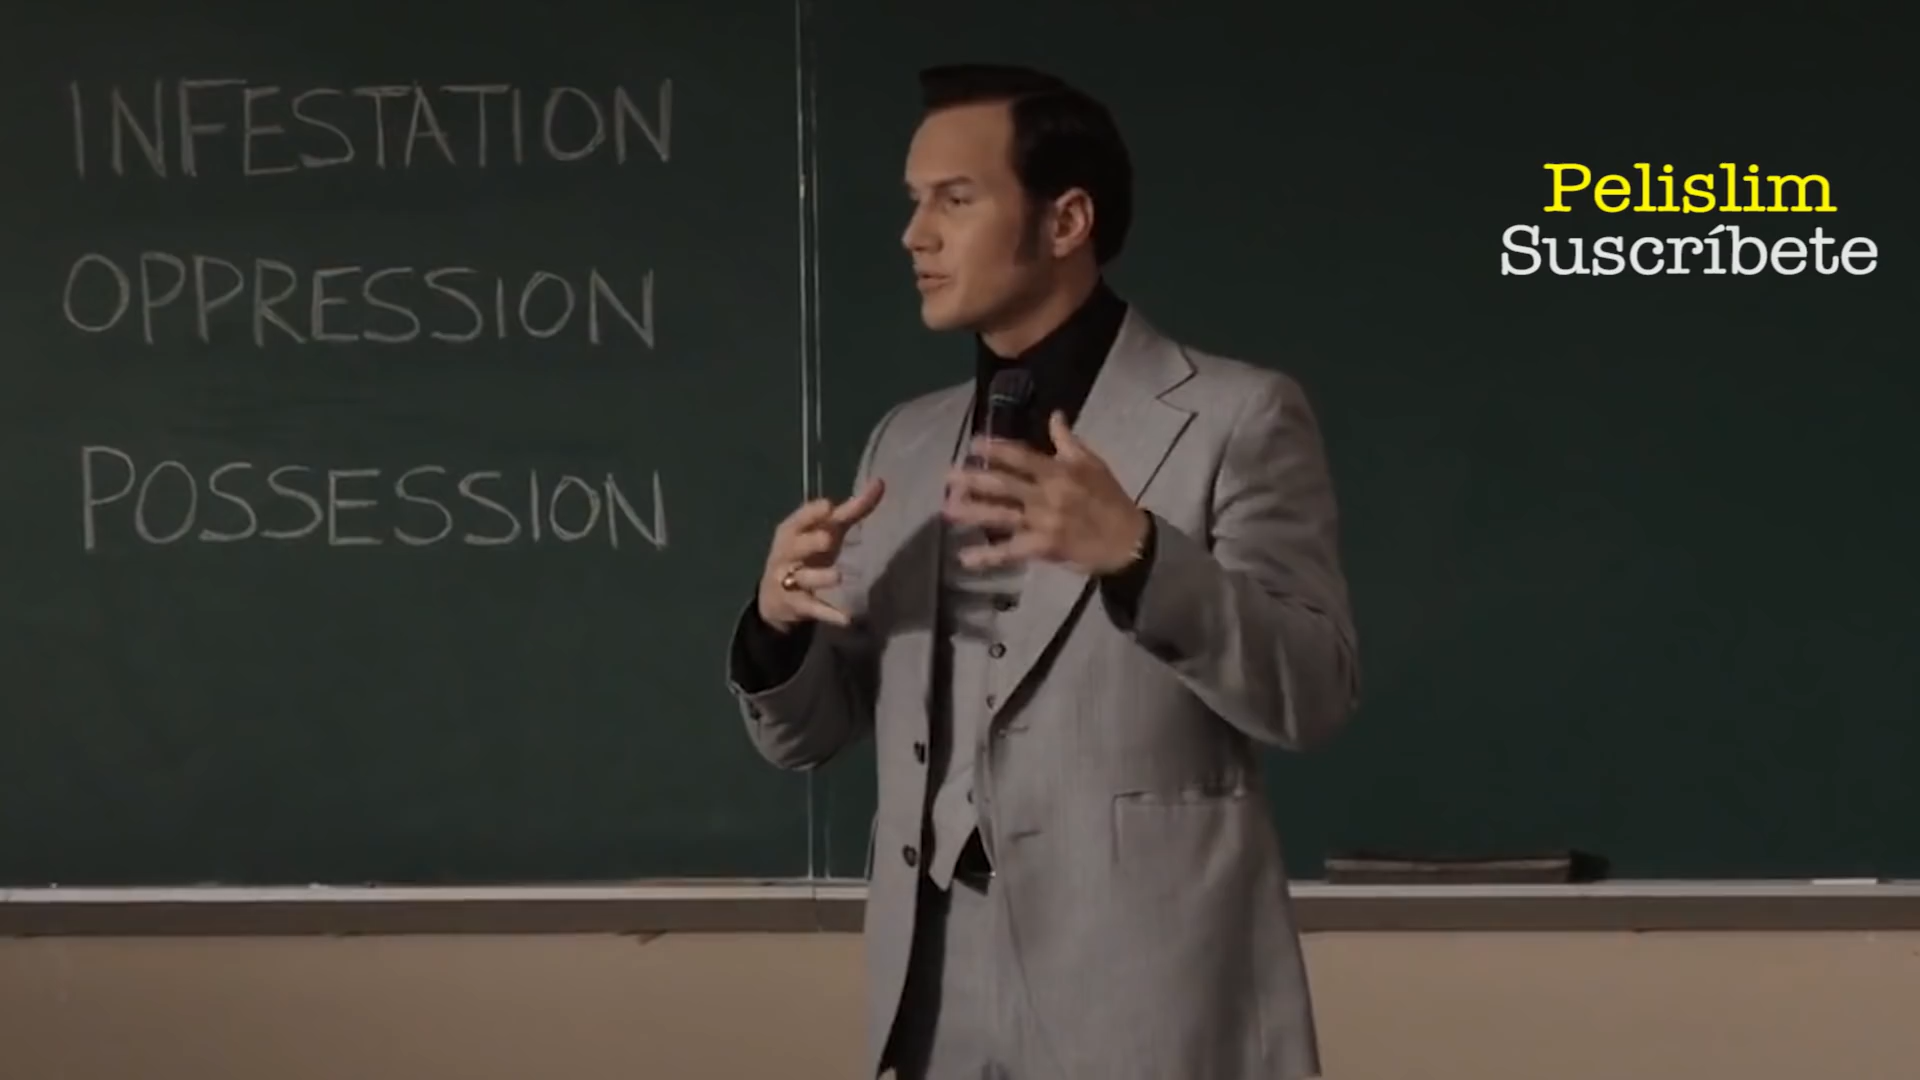 INFESTATION
OPPRESSION
POSSESSION
Pelislim
Suscríbete